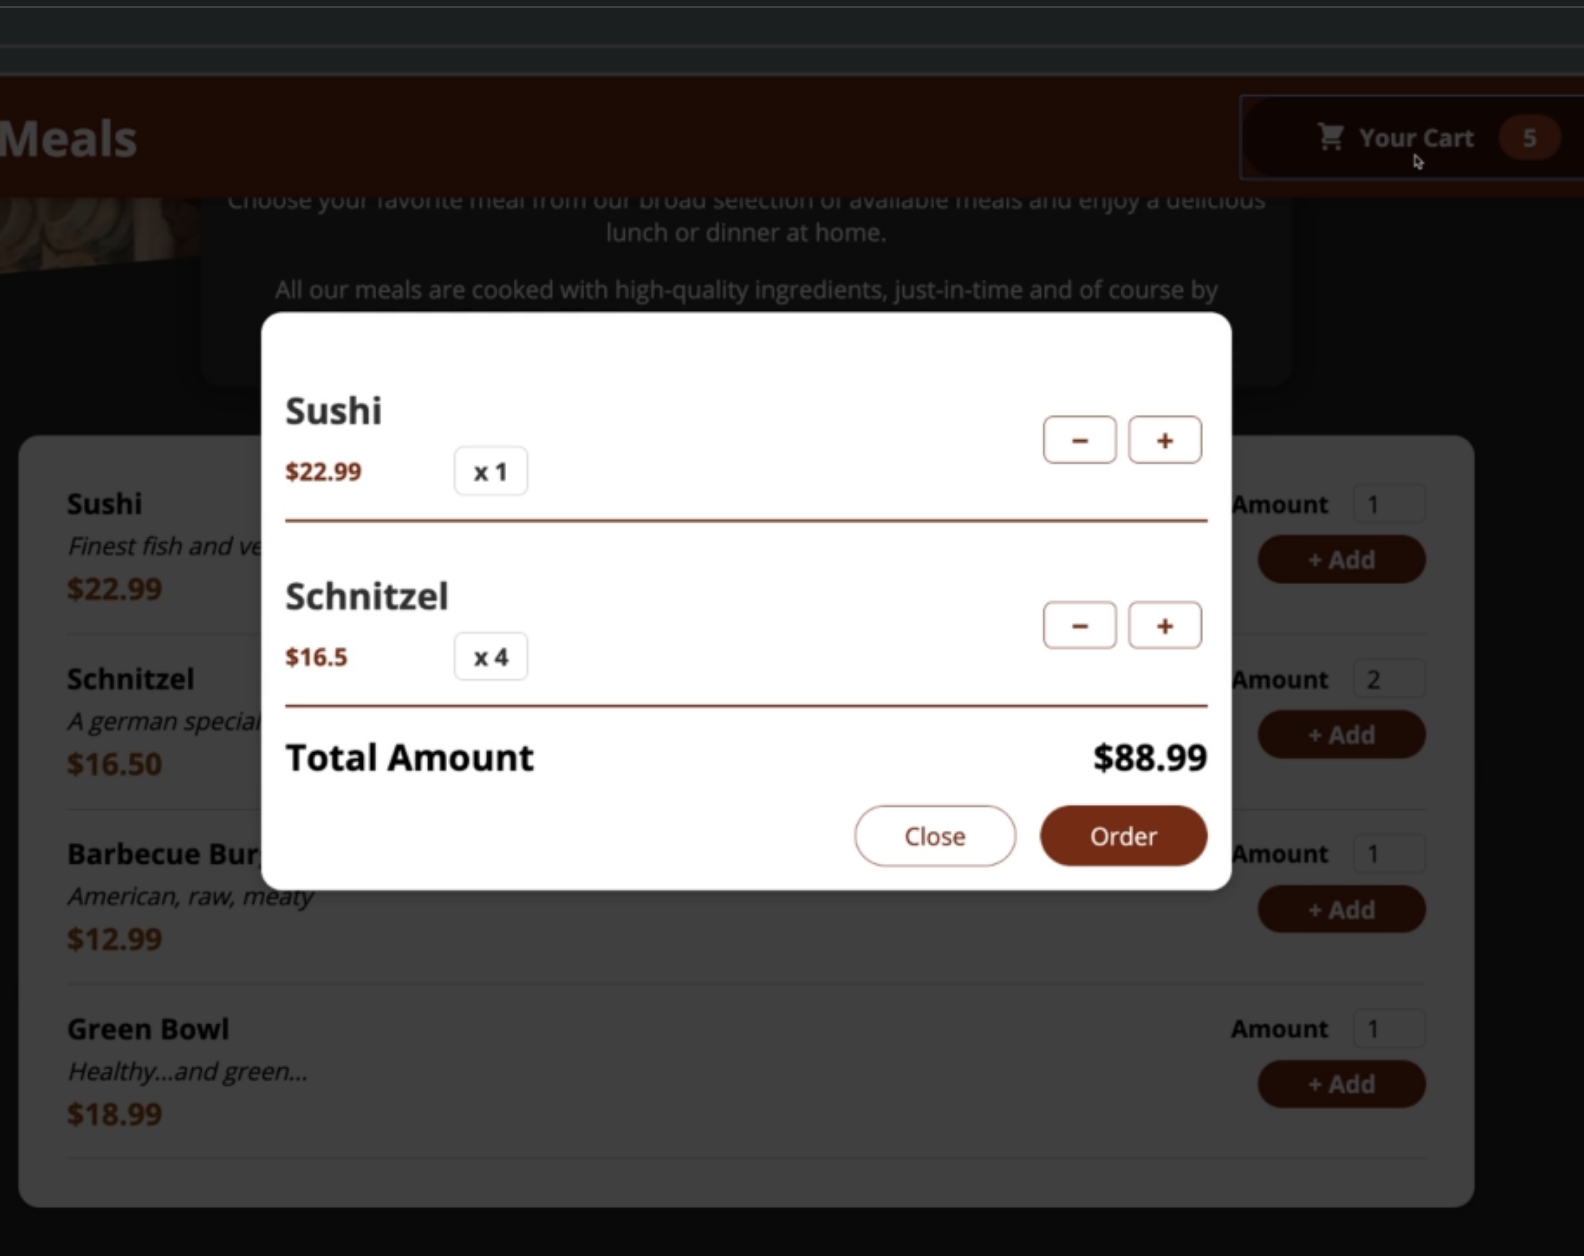 Meals
Your Cart 5
Choose your favorite meal from our broad selection of available meals and enjoy a delicious
lunch or dinner at home.
All our meals are cooked with high-quality ingredients, just-in-time and of course by
Sushi
$22.99
x 1
−
+
Schnitzel
$16.5
x 4
−
+
Total Amount
$88.99
Close
Order
Sushi
Finest fish and ve
$22.99
Amount 1
+ Add
Schnitzel
A german special
$16.50
Amount 2
+ Add
Barbecue Bur
American, raw, meaty
$12.99
Amount 1
+ Add
Green Bowl
Healthy...and green...
$18.99
Amount 1
+ Add